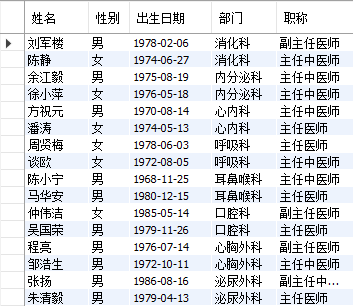 姓名 性别 出生日期 部门 职称
刘军楼 男 1978-02-06 消化科 副主任医师
陈静 女 1974-06-27 消化科 主任中医师
余江毅 男 1975-08-19 内分泌科 主任中医师
徐小萍 女 1976-05-18 内分泌科 主任中医师
方祝元 男 1970-08-14 心内科 主任中医师
潘涛 女 1974-05-13 心内科 主任医师
周贤梅 女 1978-06-03 呼吸科 主任中医师
谈欧 女 1972-08-05 呼吸科 主任中医师
陈小宁 男 1968-11-25 耳鼻喉科 主任中医师
马华安 男 1980-12-15 耳鼻喉科 主任医师
仲伟洁 女 1985-05-14 口腔科 副主任医师
吴国荣 男 1979-11-26 口腔科 主任医师
程亮 男 1976-07-14 心胸外科 副主任医师
邹洁生 男 1972-10-11 心胸外科 主任中医师
张扬 男 1986-08-16 泌尿外科 副主任中...
朱清毅 男 1979-04-13 泌尿外科 主任医师